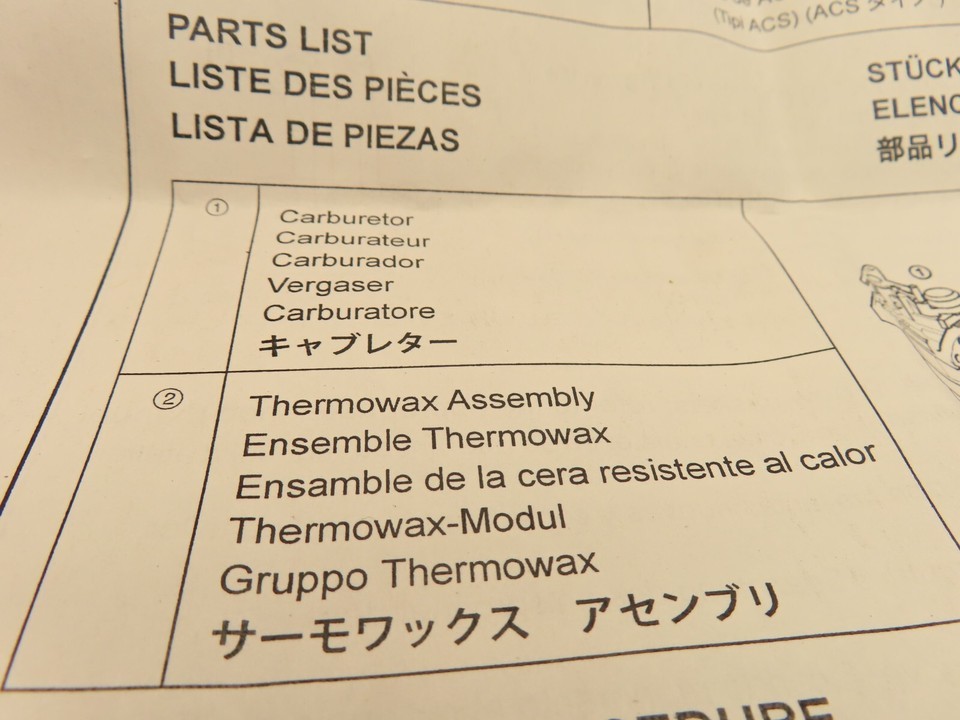 (Tipi ACS) (ACS タイプ)
PARTS LIST
LISTE DES PIÈCES
LISTA DE PIEZAS
STÜCK
ELENC
部品リ
①
Carburetor
Carburateur
Carburador
Vergaser
Carburatore
キャブレター
②
Thermowax Assembly
Ensemble Thermowax
Ensamble de la cera resistente al calor
Thermowax-Modul
Gruppo Thermowax
サーモワックス アセンブリ
①